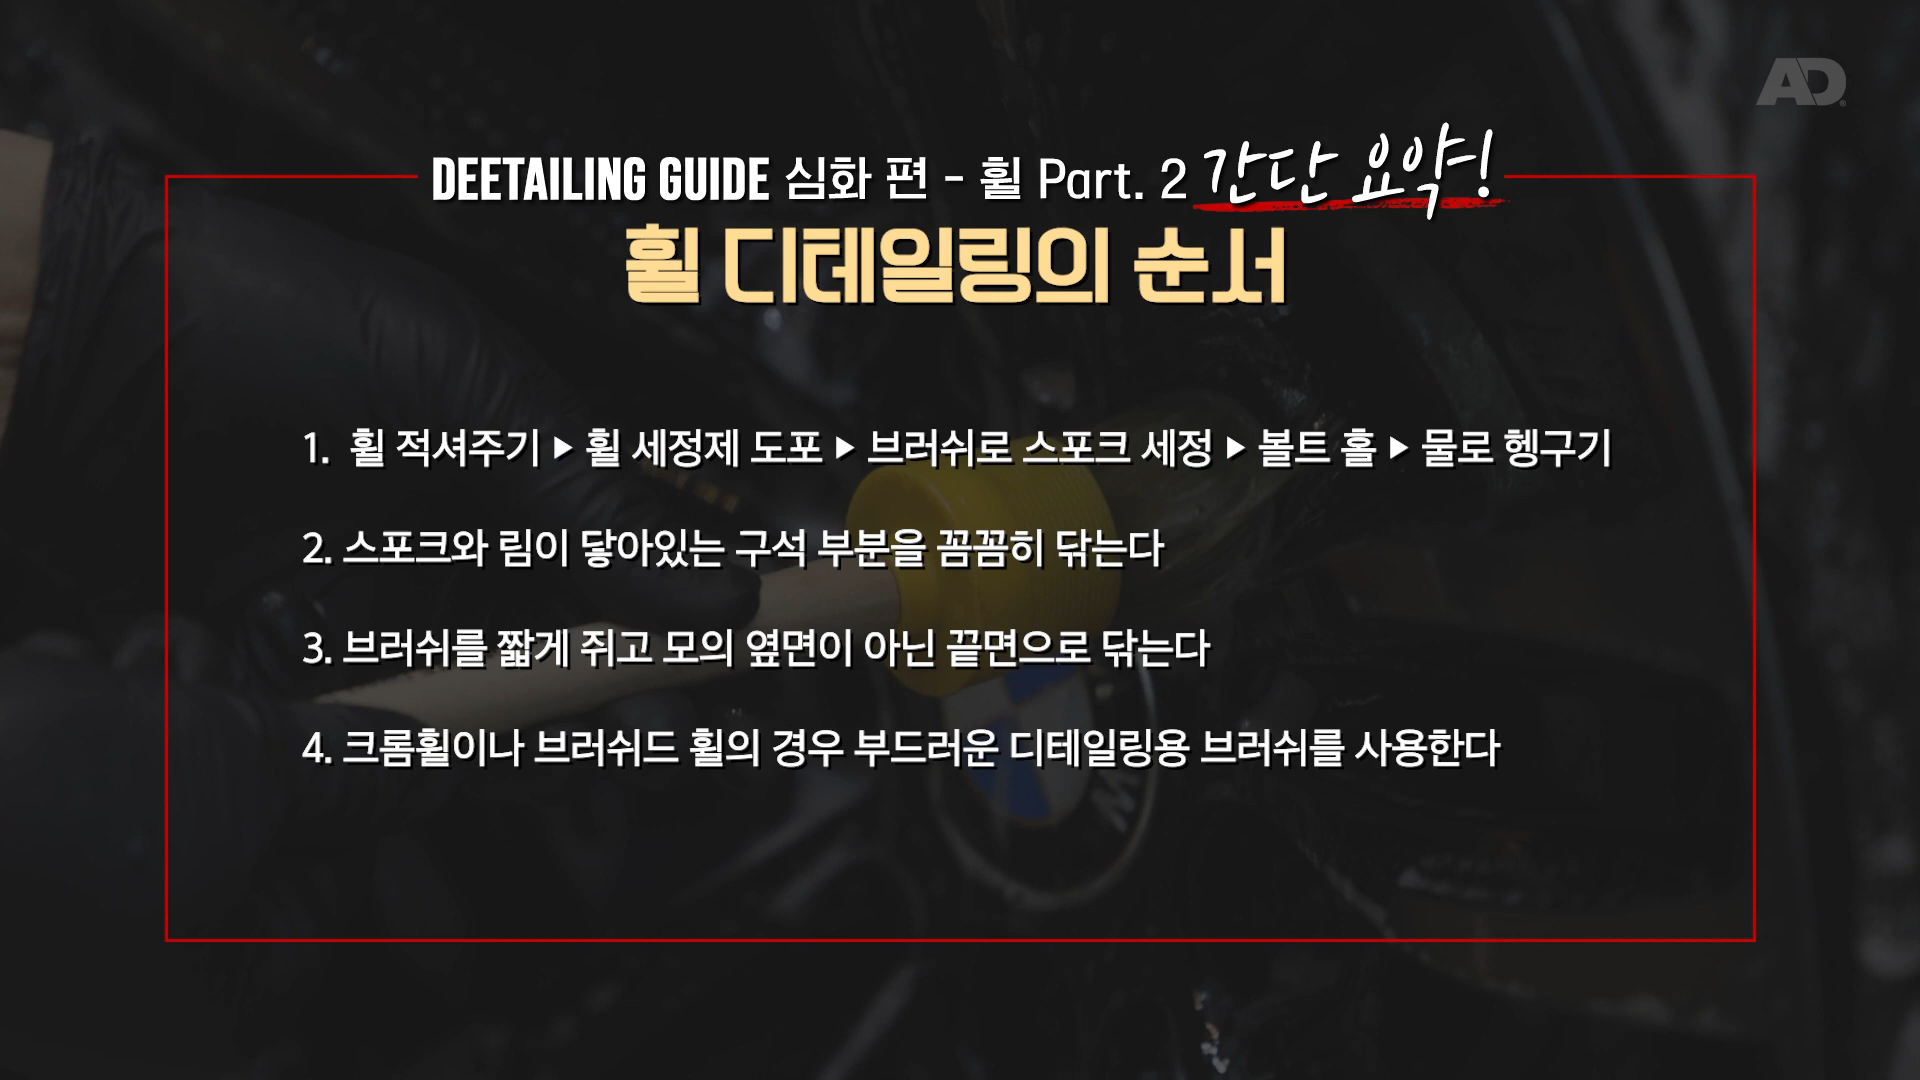 AD
DEETAILING GUIDE 심화 편 - 휠 Part. 2 간단 요약!
휠 디테일링의 순서
1. 휠 적셔주기 ▶ 휠 세정제 도포 ▶ 브러쉬로 스포크 세정 ▶ 볼트 홀 ▶ 물로 헹구기
2. 스포크와 림이 닿아있는 구석 부분을 꼼꼼히 닦는다
3. 브러쉬를 짧게 쥐고 모의 옆면이 아닌 끝면으로 닦는다
4. 크롬휠이나 브러쉬드 휠의 경우 부드러운 디테일링용 브러쉬를 사용한다
M